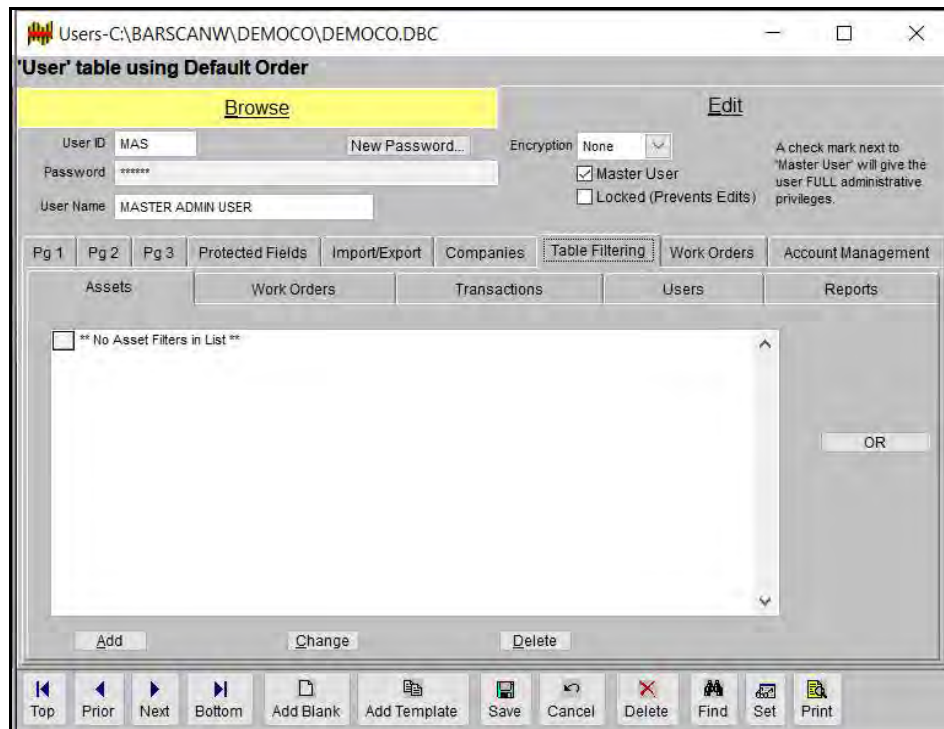 Users-C:\BARSCANW\DEMOCO\DEMOCO.DBC
'User' table using Default Order
Browse
Edit
User ID MAS New Password... Encryption None
Password ******
User Name MASTER ADMIN USER
Master User
Locked (Prevents Edits)
A check mark next to
'Master User' will give the
user FULL administrative
privileges.
Pg 1 Pg 2 Pg 3 Protected Fields Import/Export Companies Table Filtering Work Orders Account Management
Assets Work Orders Transactions Users Reports
** No Asset Filters in List **
OR
Add Change Delete
Top Prior Next Bottom Add Blank Add Template Save Cancel Delete Find Set Print